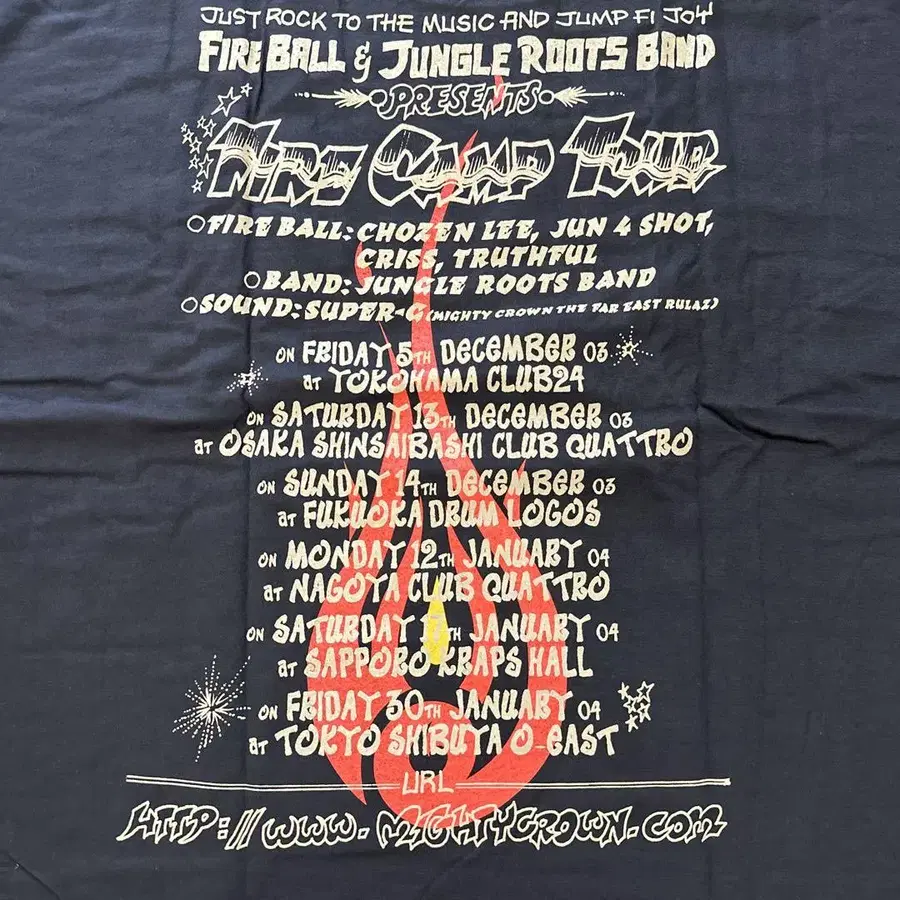 JUST ROCK TO THE MUSIC AND JUMP FI JOY
FIRE BALL & JUNGLE ROOTS BAND
PRESENTS
FIRE CAMP TOUR
FIRE BALL: CHOZEN LEE, JUN 4 SHOT,
CRISS, TRUTHFUL
BAND: JUNGLE ROOTS BAND
SOUND: SUPER-G (MIGHTY CROWN THE FAR EAST RULAZ)
ON FRIDAY 5TH DECEMBER 03
aT YOKOHAMA CLUB24
ON SATURDAY 13TH DECEMBER 03
aT OSAKA SHINSAIBASHI CLUB QUATTRO
ON SUNDAY 14TH DECEMBER 03
aT FUKUOKA DRUM LOGOS
ON MONDAY 12TH JANUARY 04
aT NAGOYA CLUB QUATTRO
ON SATURDAY JANUARY 04
aT SAPPORO KRAPS HALL
ON FRIDAY 30TH JANUARY 04
aT TOKYO SHIBUYA O-EAST
URL
HTTP://WWW.MIGHTYCROWN.COM